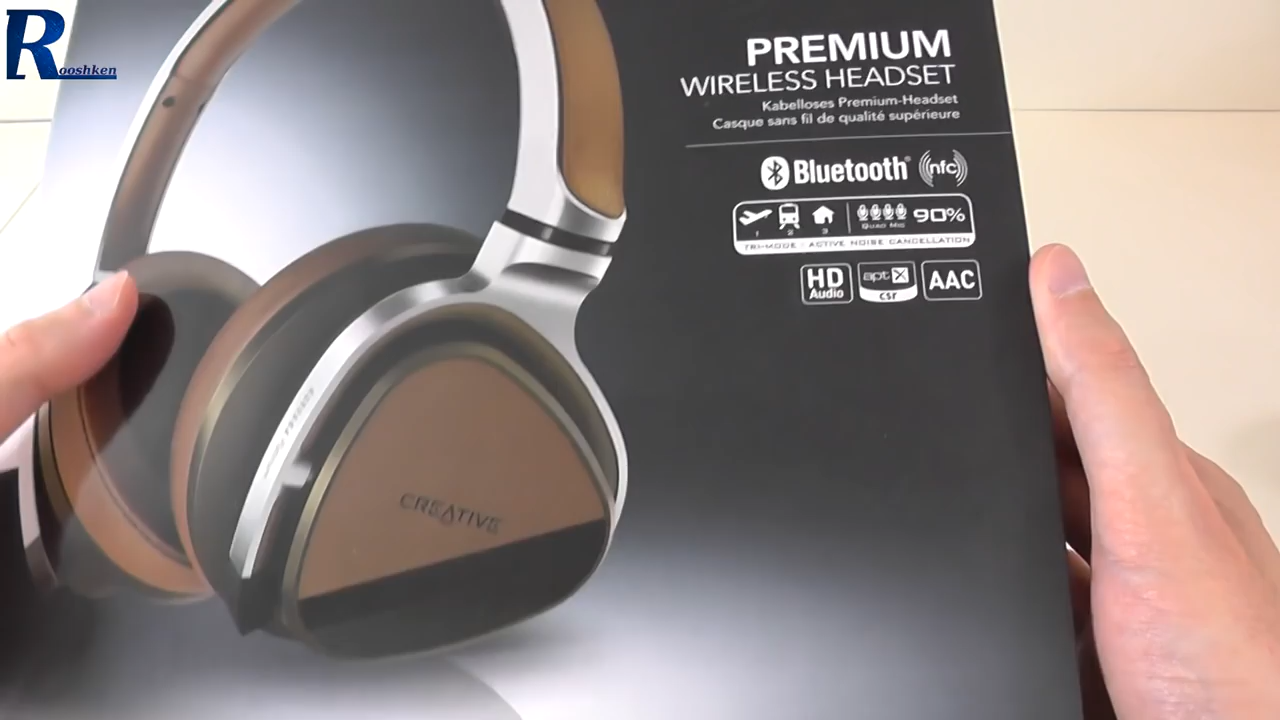 Rooshken
PREMIUM
WIRELESS HEADSET
Kabelloses Premium-Headset
Casque sans fil de qualité supérieure
Bluetooth® nfc
1 2 3 Quad Mic 90%
TRI-MODE ACTIVE NOISE CANCELLATION
HD Audio
aptX
csr
AAC
CREATIVE